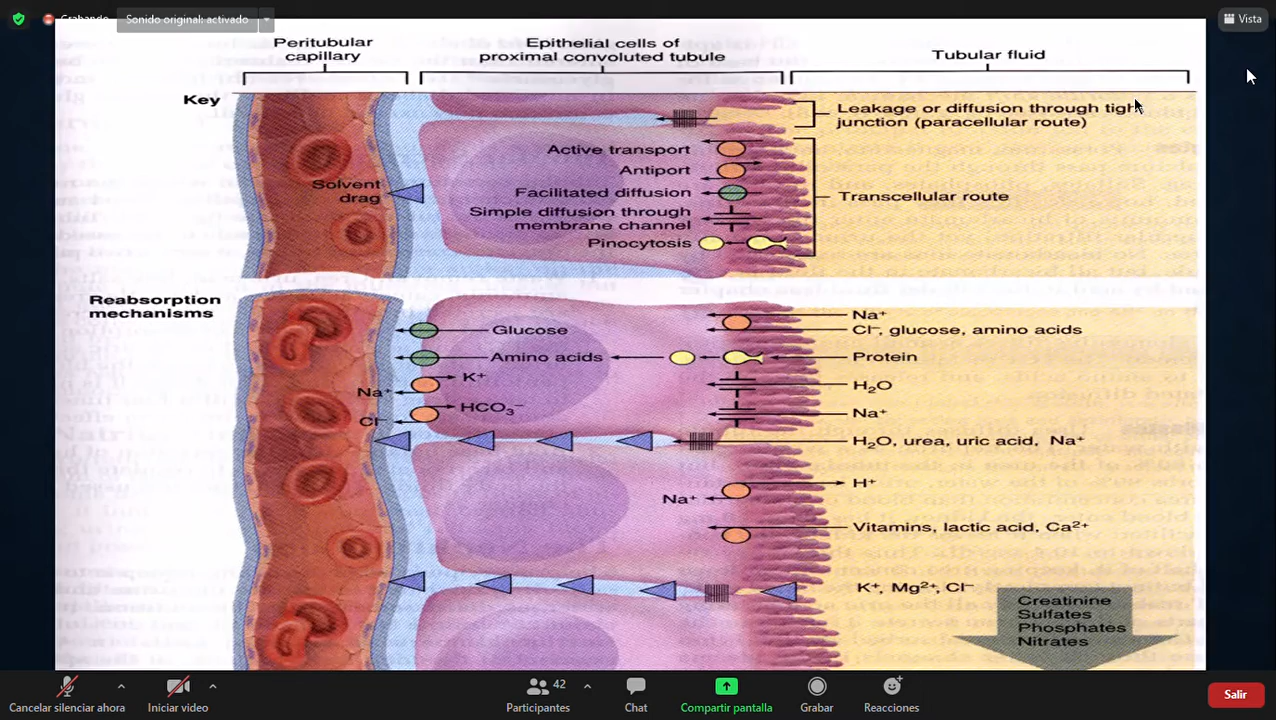 Grabando
Sonido original: activado
Vista
Peritubular
capillary
Epithelial cells of
proximal convoluted tubule
Tubular fluid
Key
Leakage or diffusion through tight
junction (paracellular route)
Active transport
Antiport
Solvent
drag
Facilitated diffusion
Transcellular route
Simple diffusion through
membrane channel
Pinocytosis
Reabsorption
mechanisms
Na⁺
Glucose
Cl⁻, glucose, amino acids
Amino acids
Protein
K⁺
H₂O
Na⁺
HCO₃⁻
Na⁺
Cl⁻
H₂O, urea, uric acid, Na⁺
H⁺
Na⁺
Vitamins, lactic acid, Ca²⁺
K⁺, Mg²⁺, Cl⁻
Creatinine
Sulfates
Phosphates
Nitrates
Cancelar silenciar ahora
Iniciar video
42
Participantes
Chat
Compartir pantalla
Grabar
Reacciones
Salir